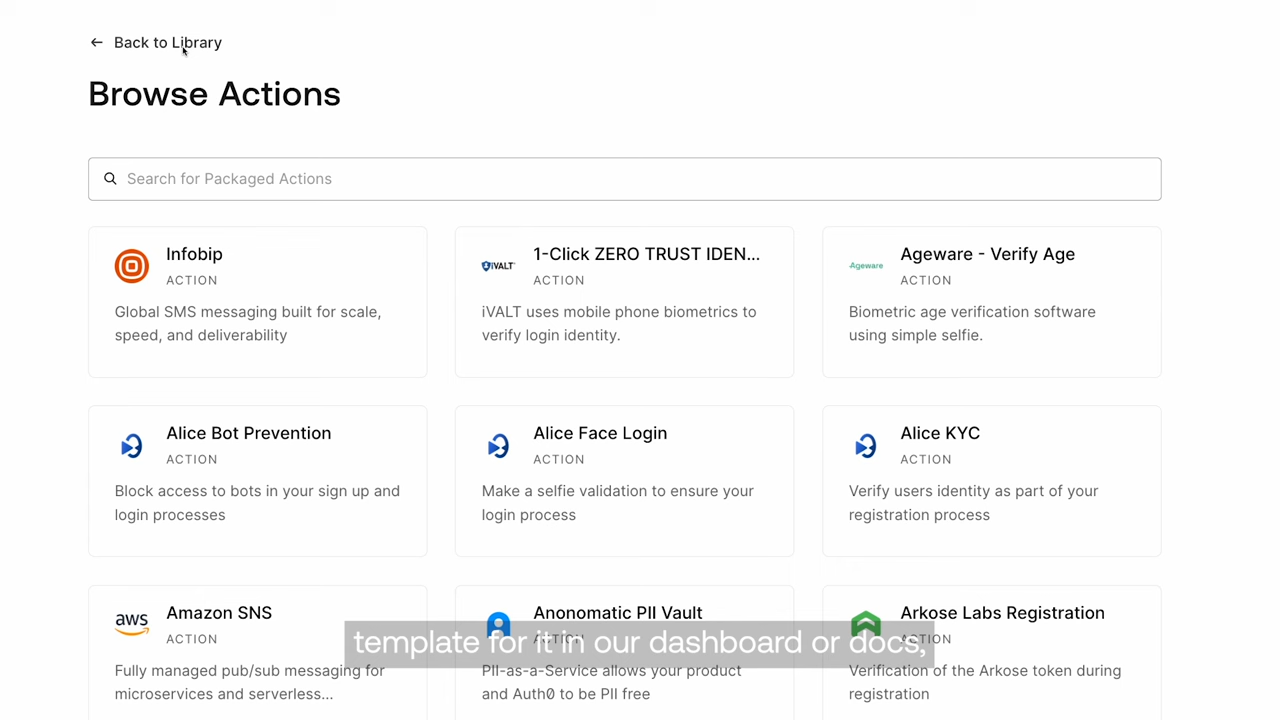 Back to Library
Browse Actions
Search for Packaged Actions
Infobip
ACTION
Global SMS messaging built for scale,
speed, and deliverability
iVALT
1-Click ZERO TRUST IDEN...
ACTION
iVALT uses mobile phone biometrics to
verify login identity.
Ageware
Ageware - Verify Age
ACTION
Biometric age verification software
using simple selfie.
Alice Bot Prevention
ACTION
Block access to bots in your sign up and
login processes
Alice Face Login
ACTION
Make a selfie validation to ensure your
login process
Alice KYC
ACTION
Verify users identity as part of your
registration process
aws
Amazon SNS
ACTION
Fully managed pub/sub messaging for
microservices and serverless...
Anonomatic PII Vault
ACTION
PII-as-a-Service allows your product
and Auth0 to be PII free
Arkose Labs Registration
ACTION
Verification of the Arkose token during
registration
template for it in our dashboard or docs,